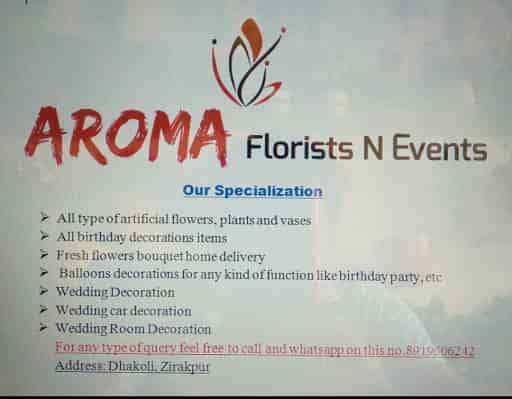 AROMA Florists N Events
Our Specialization
➢ All type of artificial flowers, plants and vases
➢ All birthday decorations items
➢ Fresh flowers bouquet home delivery
➢ Balloons decorations for any kind of function like birthday party, etc
➢ Wedding Decoration
➢ Wedding car decoration
➢ Wedding Room Decoration
For any type of query feel free to call and whatsapp on this no.
Address: Dhakoli, Zirakpur